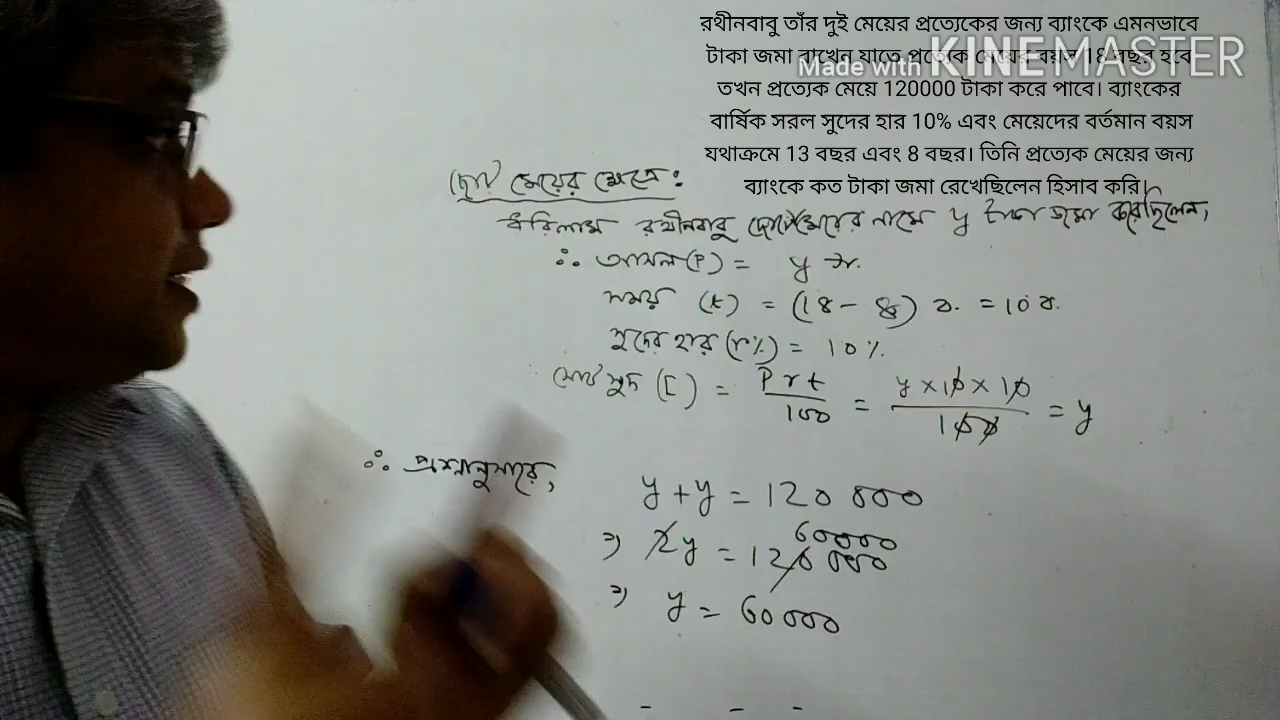 রথীনবাবু তাঁর দুই মেয়ের প্রত্যেকের জন্য ব্যাংকে এমনভাবে
টাকা জমা রাখেন যাতে প্রত্যেক মেয়ের বয়স 18 বছর হবে
Made with KINEMASTER
তখন প্রত্যেক মেয়ে 120000 টাকা করে পাবে। ব্যাংকের
বার্ষিক সরল সুদের হার 10% এবং মেয়েদের বর্তমান বয়স
যথাক্রমে 13 বছর এবং 8 বছর। তিনি প্রত্যেক মেয়ের জন্য
ব্যাংকে কত টাকা জমা রেখেছিলেন হিসাব করি।
ছোট মেয়ের ক্ষেত্রে:
ধরিলাম রথীনবাবু ছোটমেয়ের নামে y টাকা জমা করেছিলেন,
∴ আসল (P) = y টা.
সময় (t) = (18 - 8) ব. = 10 ব.
সুদের হার (r%) = 10 %.
মোট সুদ (I) = Prt/100 = y×10×10/100 = y
∴ প্রশ্নানুসারে,
y + y = 120000
⇒ 2y = 120000 60000
⇒ y = 60000